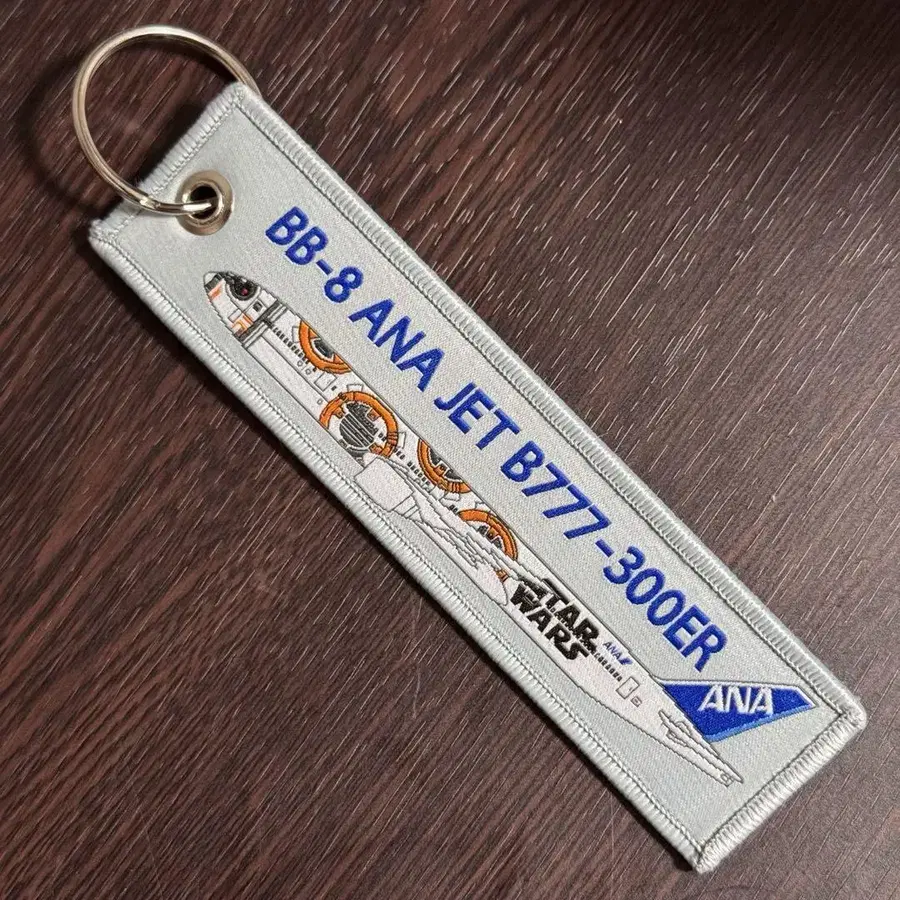 BB-8 ANA JET B777-300ER
STAR
WARS
ANA
ANA